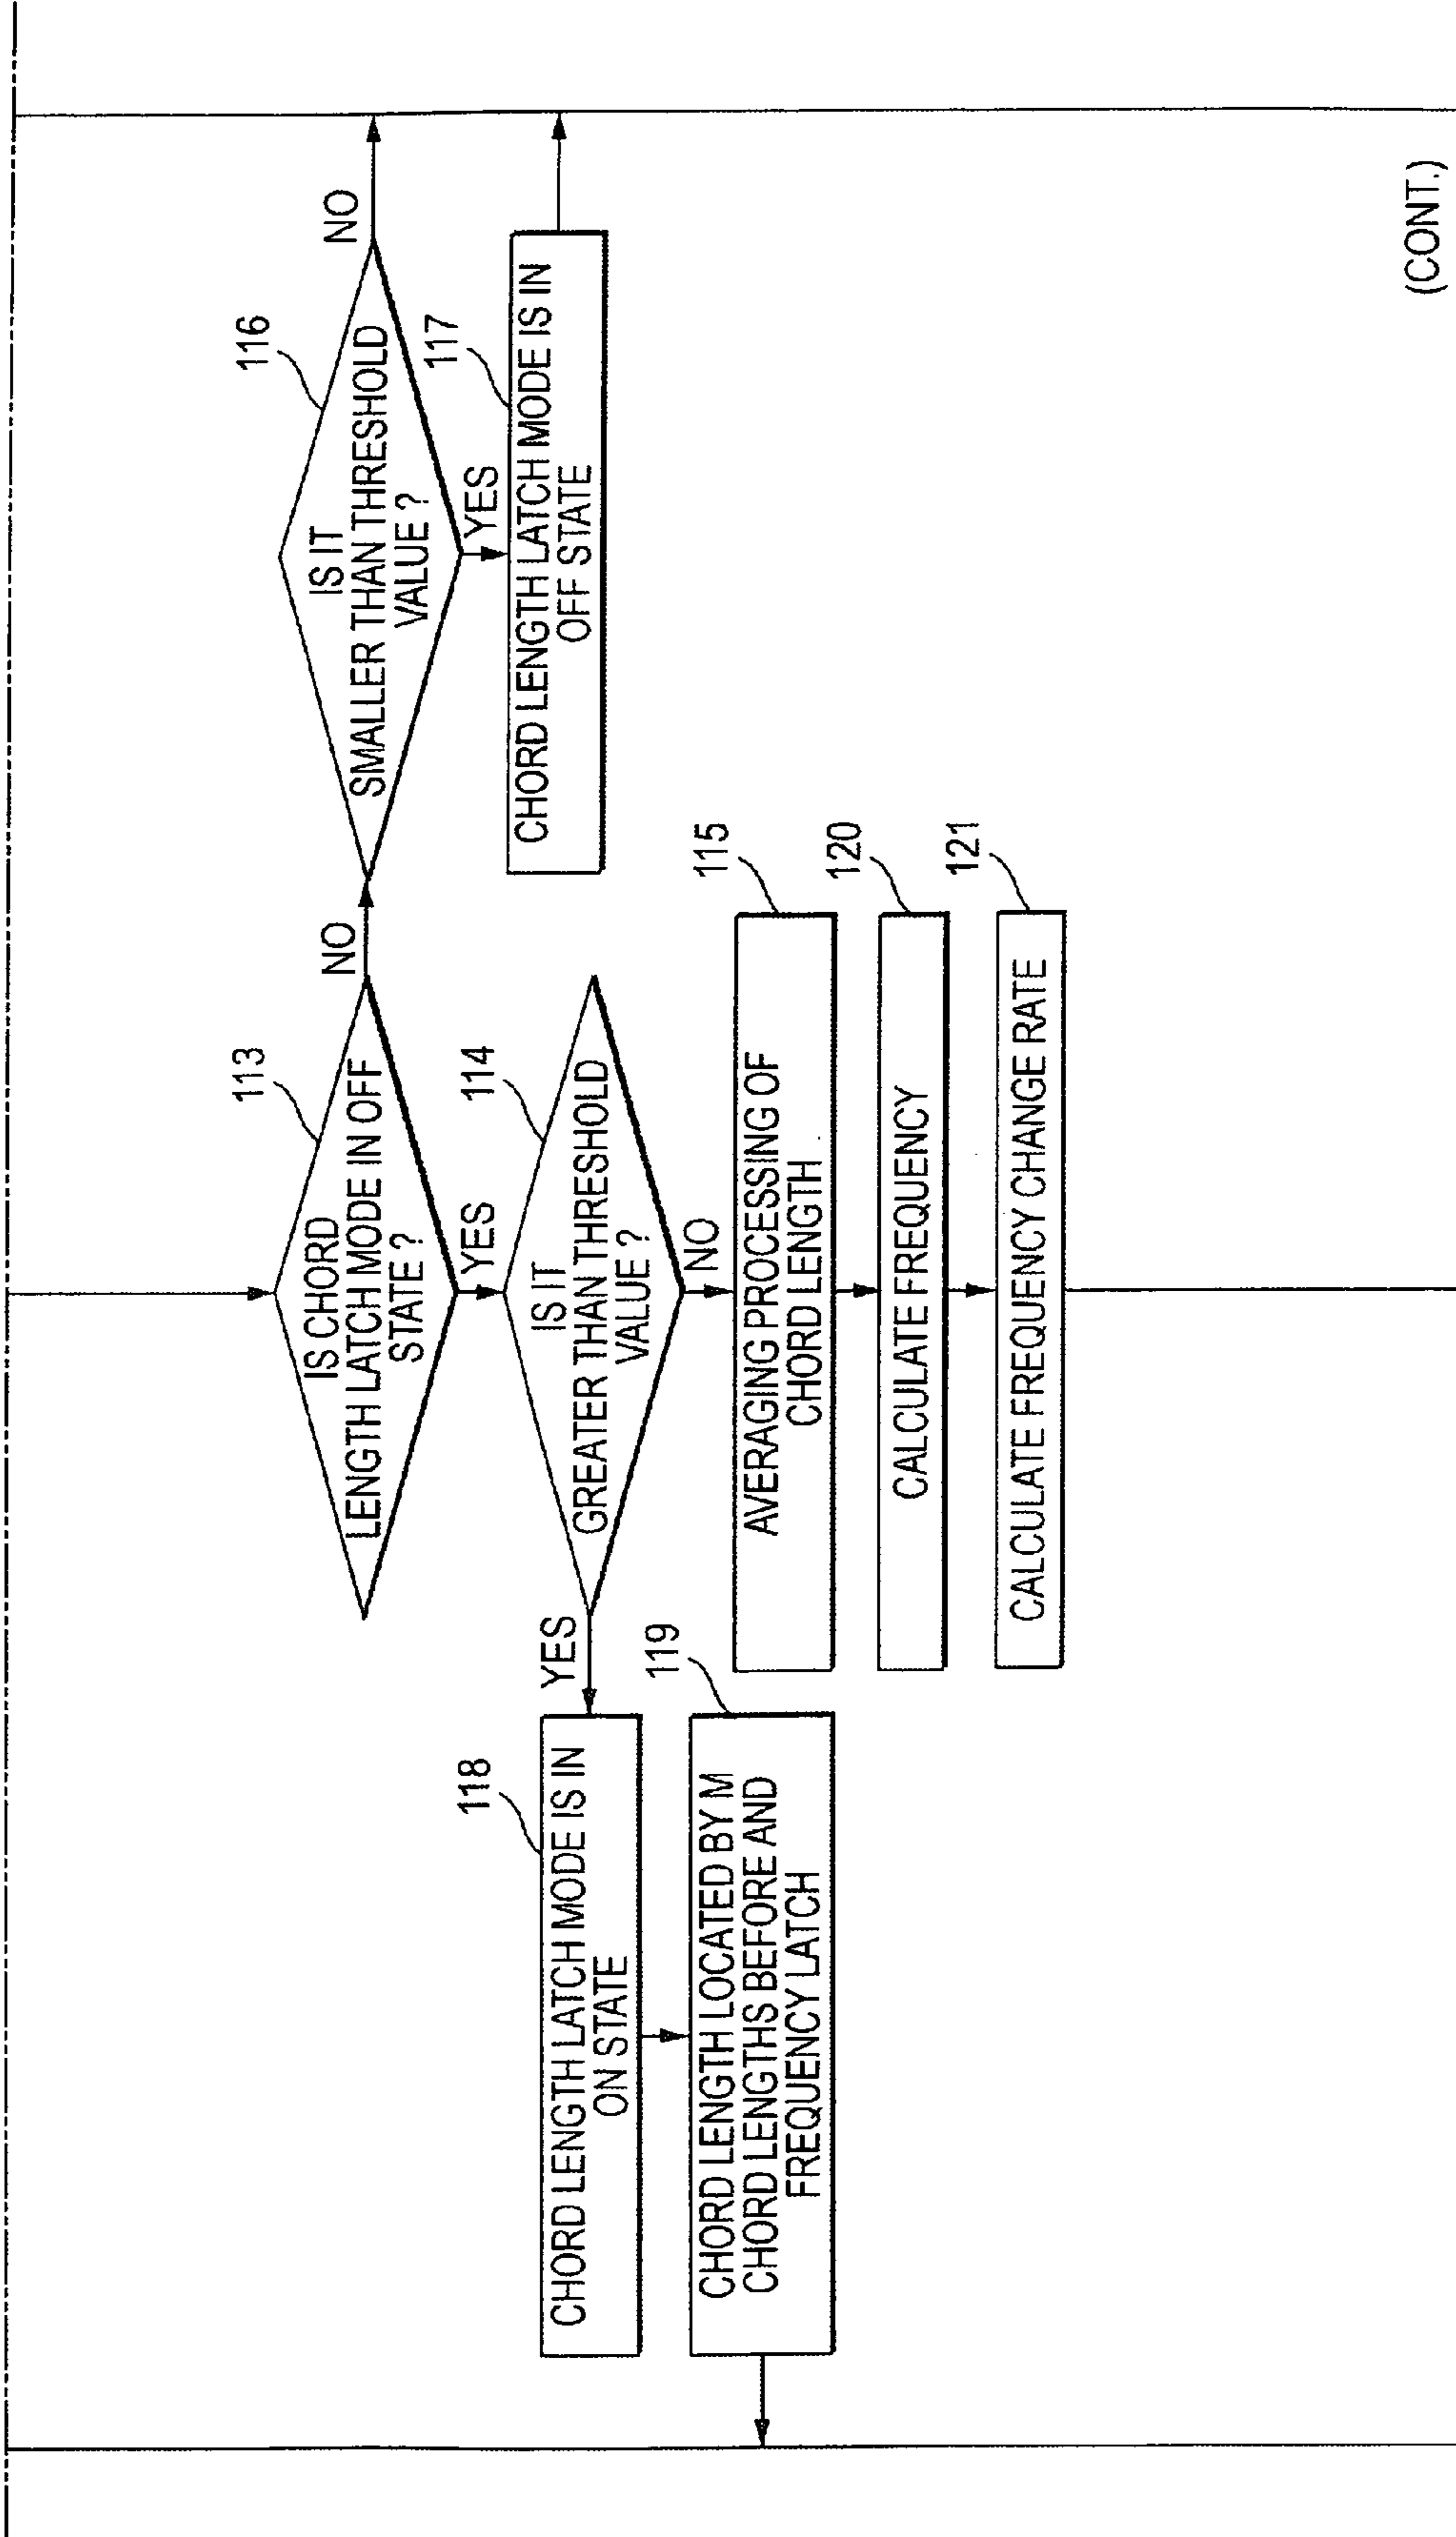 113
IS CHORD
LENGTH LATCH MODE IN OFF
STATE ?
NO
YES
116
IS IT
SMALLER THAN THRESHOLD
VALUE ?
NO
YES
117
CHORD LENGTH LATCH MODE IS IN
OFF STATE
114
IS IT
GREATER THAN THRESHOLD
VALUE ?
YES
NO
118
CHORD LENGTH LATCH MODE IS IN
ON STATE
119
CHORD LENGTH LOCATED BY M
CHORD LENGTHS BEFORE AND
FREQUENCY LATCH
115
AVERAGING PROCESSING OF
CHORD LENGTH
120
CALCULATE FREQUENCY
121
CALCULATE FREQUENCY CHANGE RATE
(CONT.)